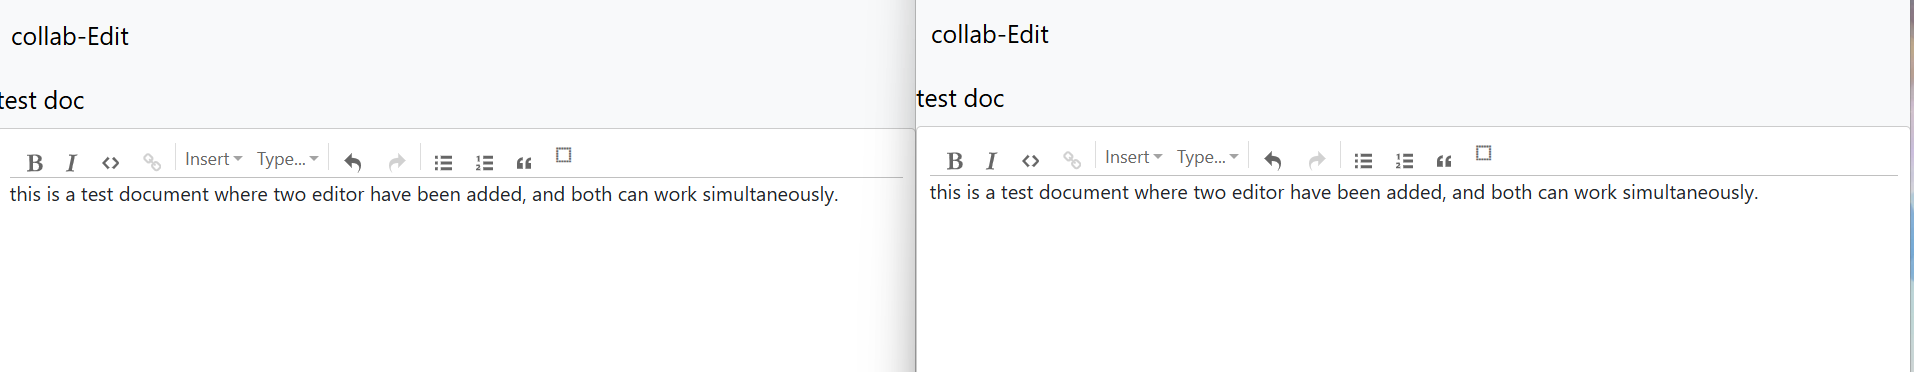 collab-Edit
test doc
B I <> Insert Type...
this is a test document where two editor have been added, and both can work simultaneously.
collab-Edit
test doc
B I <> Insert Type...
this is a test document where two editor have been added, and both can work simultaneously.